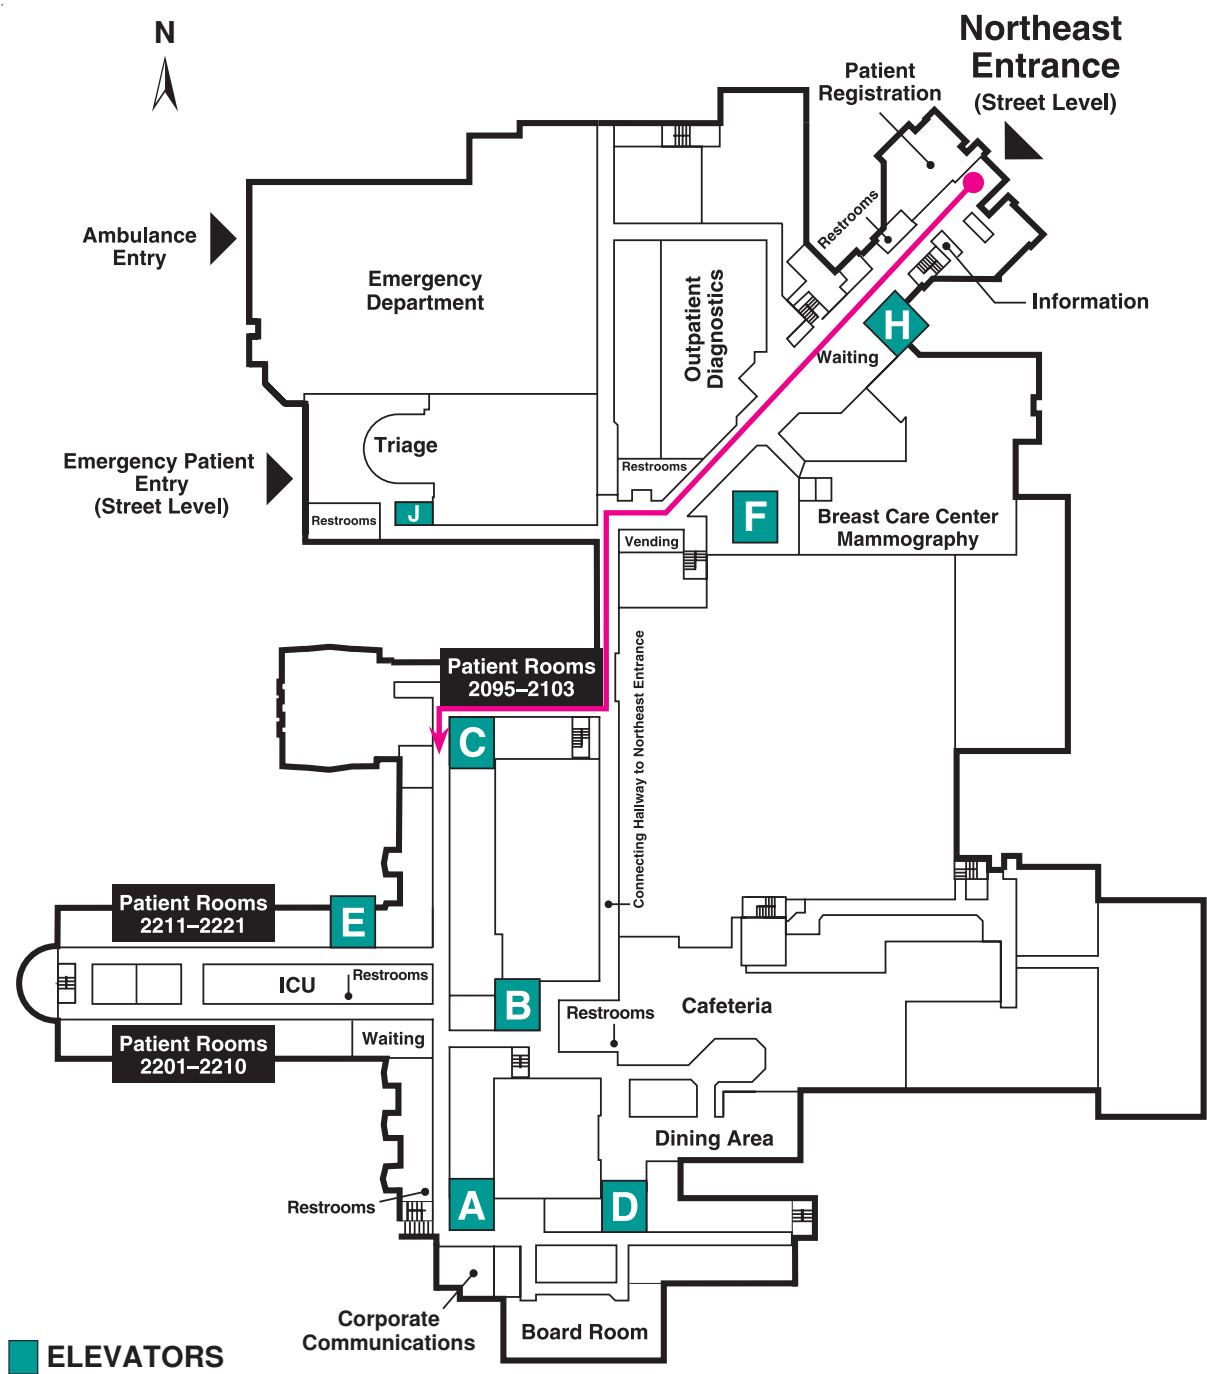 N
Northeast
Entrance
(Street Level)
Patient
Registration
Restrooms
Ambulance
Entry
Emergency
Department
Outpatient
Diagnostics
Information
H
Waiting
Triage
Emergency Patient
Entry
(Street Level)
Restrooms
J
Restrooms
F
Breast Care Center
Mammography
Vending
Connecting Hallway to Northeast Entrance
Patient Rooms
2095–2103
C
Patient Rooms
2211–2221
E
ICU
Restrooms
B
Restrooms
Cafeteria
Patient Rooms
2201–2210
Waiting
Dining Area
Restrooms
A
D
Corporate
Communications
Board Room
ELEVATORS